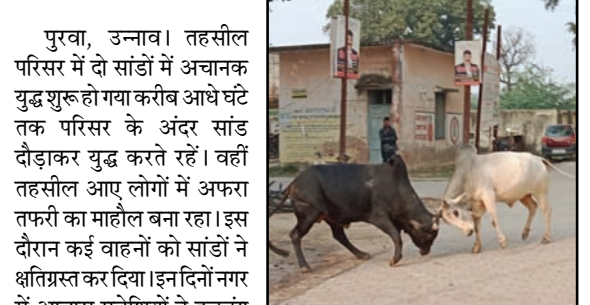 पुरवा, उन्नाव। तहसील
परिसर में दो सांडों में अचानक
युद्ध शुरू हो गया करीब आधे घंटे
तक परिसर के अंदर सांड
दौड़ाकर युद्ध करते रहें। वहीं
तहसील आए लोगों में अफरा
तफरी का माहौल बना रहा। इस
दौरान कई वाहनों को सांडों ने
क्षतिग्रस्त कर दिया। इन दिनों नगर